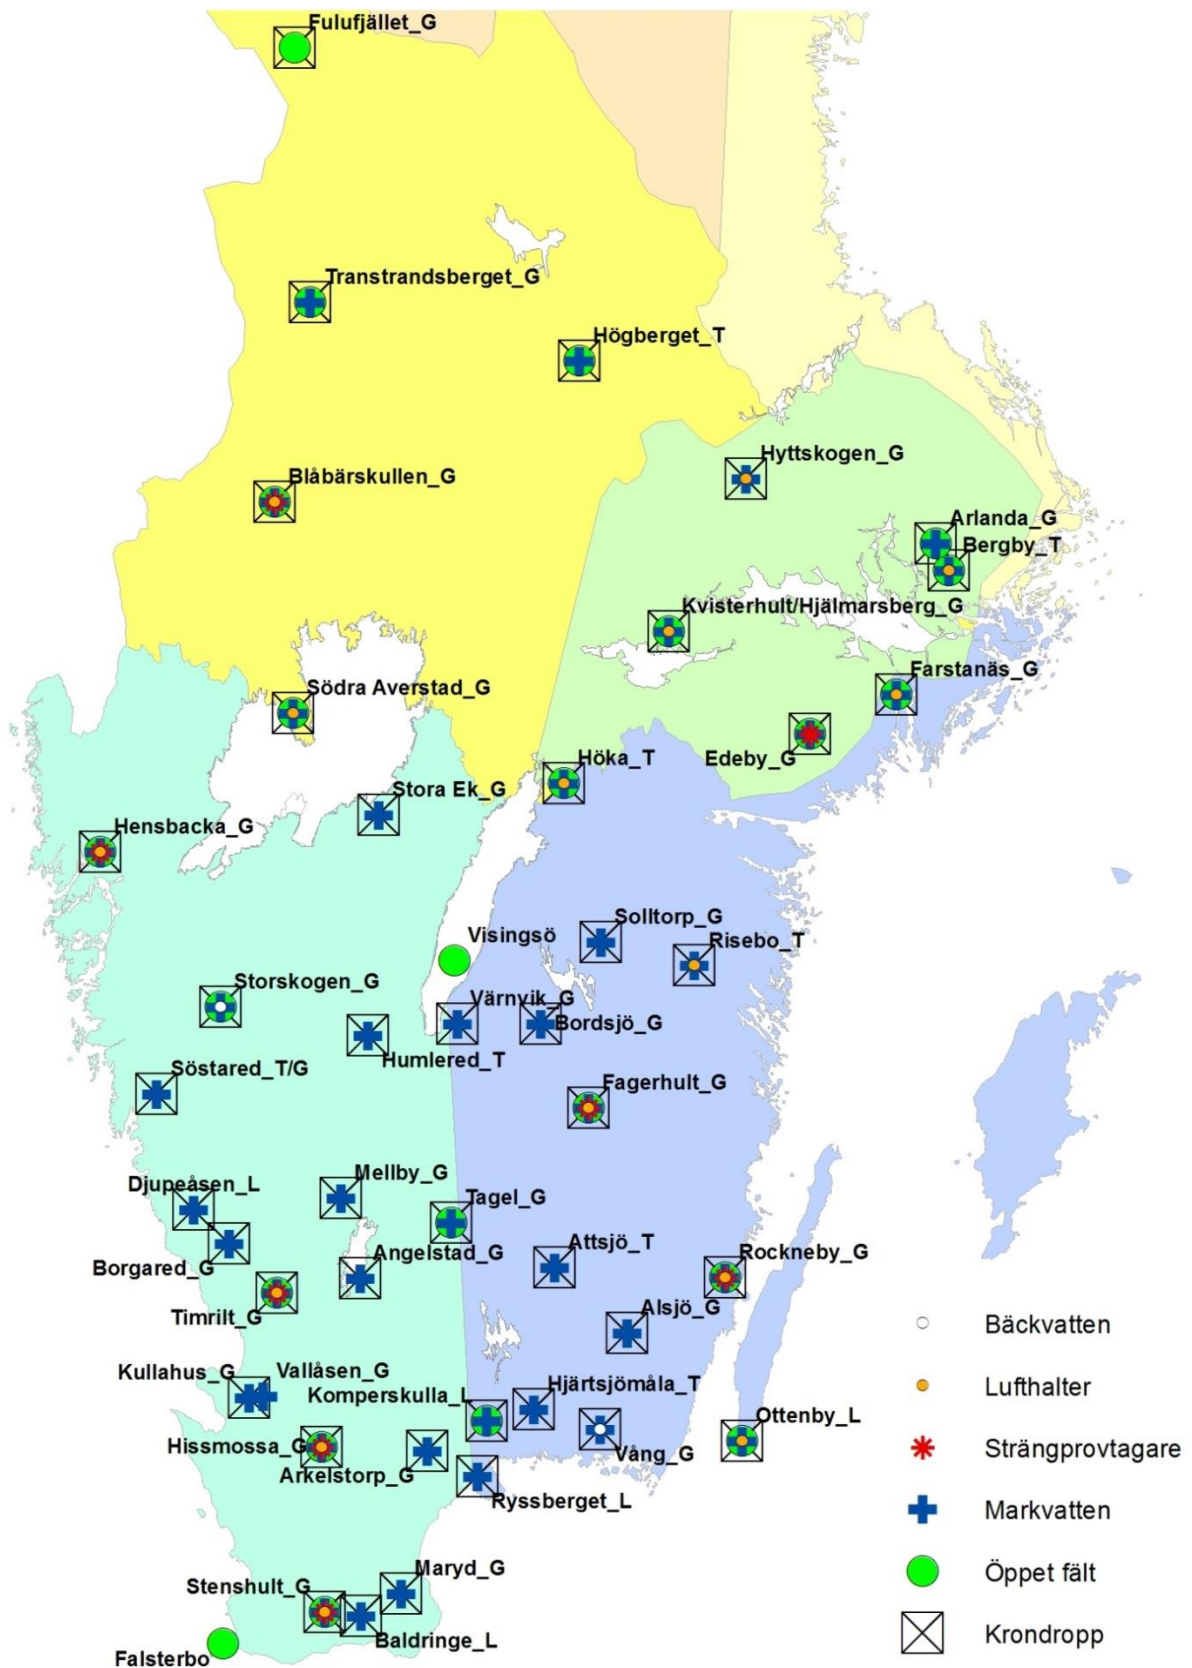 Fulufjället_G
Transtrandsberget_G
Högberget_T
Hyttskogen_G
Blåbärskullen_G
Arlanda_G
Bergby_T
Kvisterhult/Hjälmarsberg_G
Farstanäs_G
Södra Averstad_G
Höka_T
Edeby_G
Stora Ek_G
Hensbacka_G
Solltorp_G
Visingsö
Risebo_T
Storskogen_G
Värnvik_G
Bordsjö_G
Humlered_T
Söstared_T/G
Fagerhult_G
Mellby_G
Djupeåsen_L
Tagel_G
Attsjö_T
Rockneby_G
Angelstad_G
Borgared_G
Alsjö_G
Timrilt_G
Bäckvatten
Kullahus_G
Vallåsen_G
Hjärtsjömåla_T
Lufthalter
Komperskulla_L
Ottenby_L
Hissmossa_G
Vång_G
Strängprovtagare
Arkelstorp_G
Ryssberget_L
Markvatten
Maryd_G
Öppet fält
Stenshult_G
Baldringe_L
Krondropp
Falsterbo